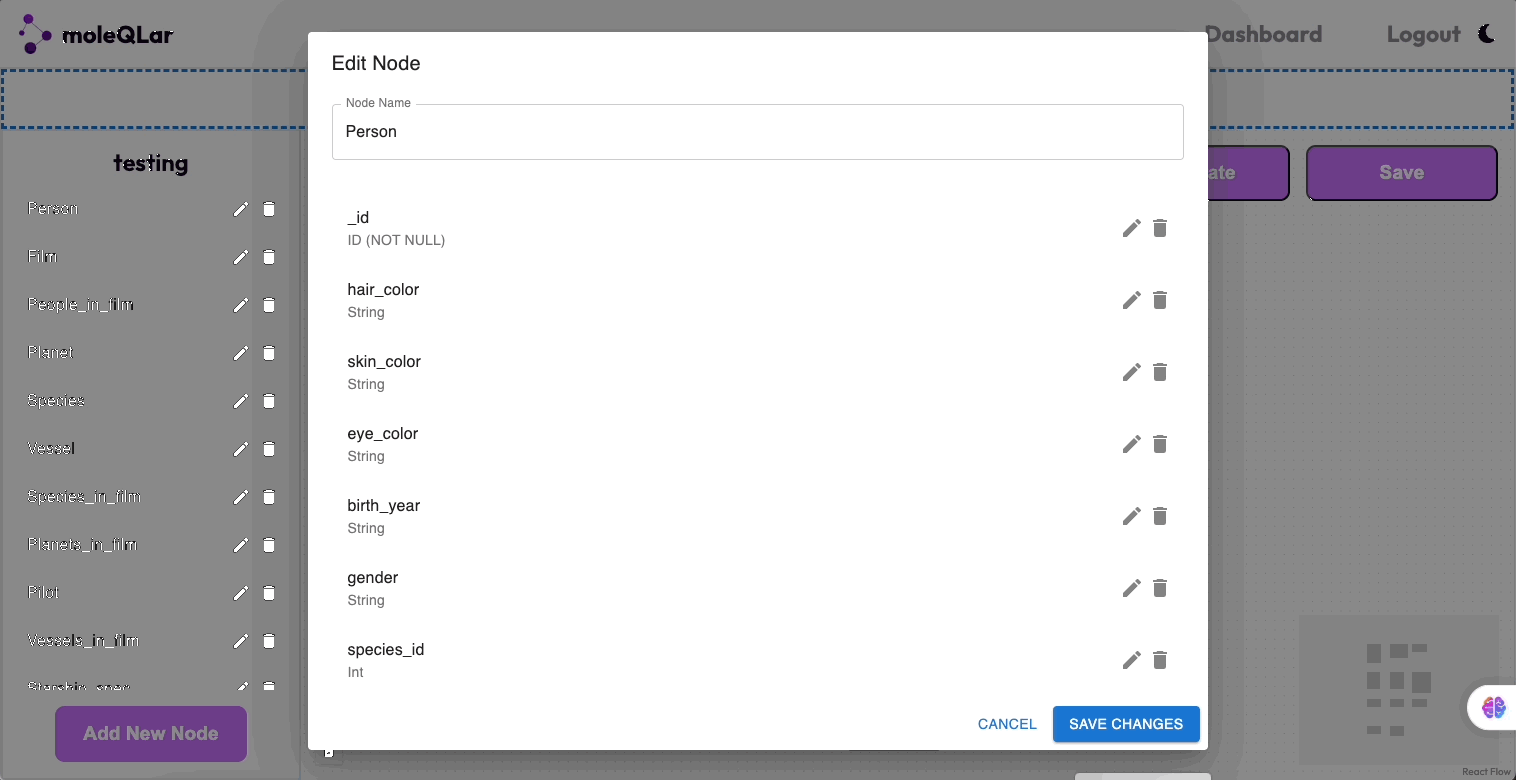 moleQLar
Dashboard
Logout
Edit Node
Node Name
Person
testing
Person
Film
People_in_film
Planet
Species
Vessel
Species_in_film
Planets_in_film
Pilot
Vessels_in_film
Add New Node
_id
ID (NOT NULL)
hair_color
String
skin_color
String
eye_color
String
birth_year
String
gender
String
species_id
Int
CANCEL
SAVE CHANGES
ate
Save
React Flow